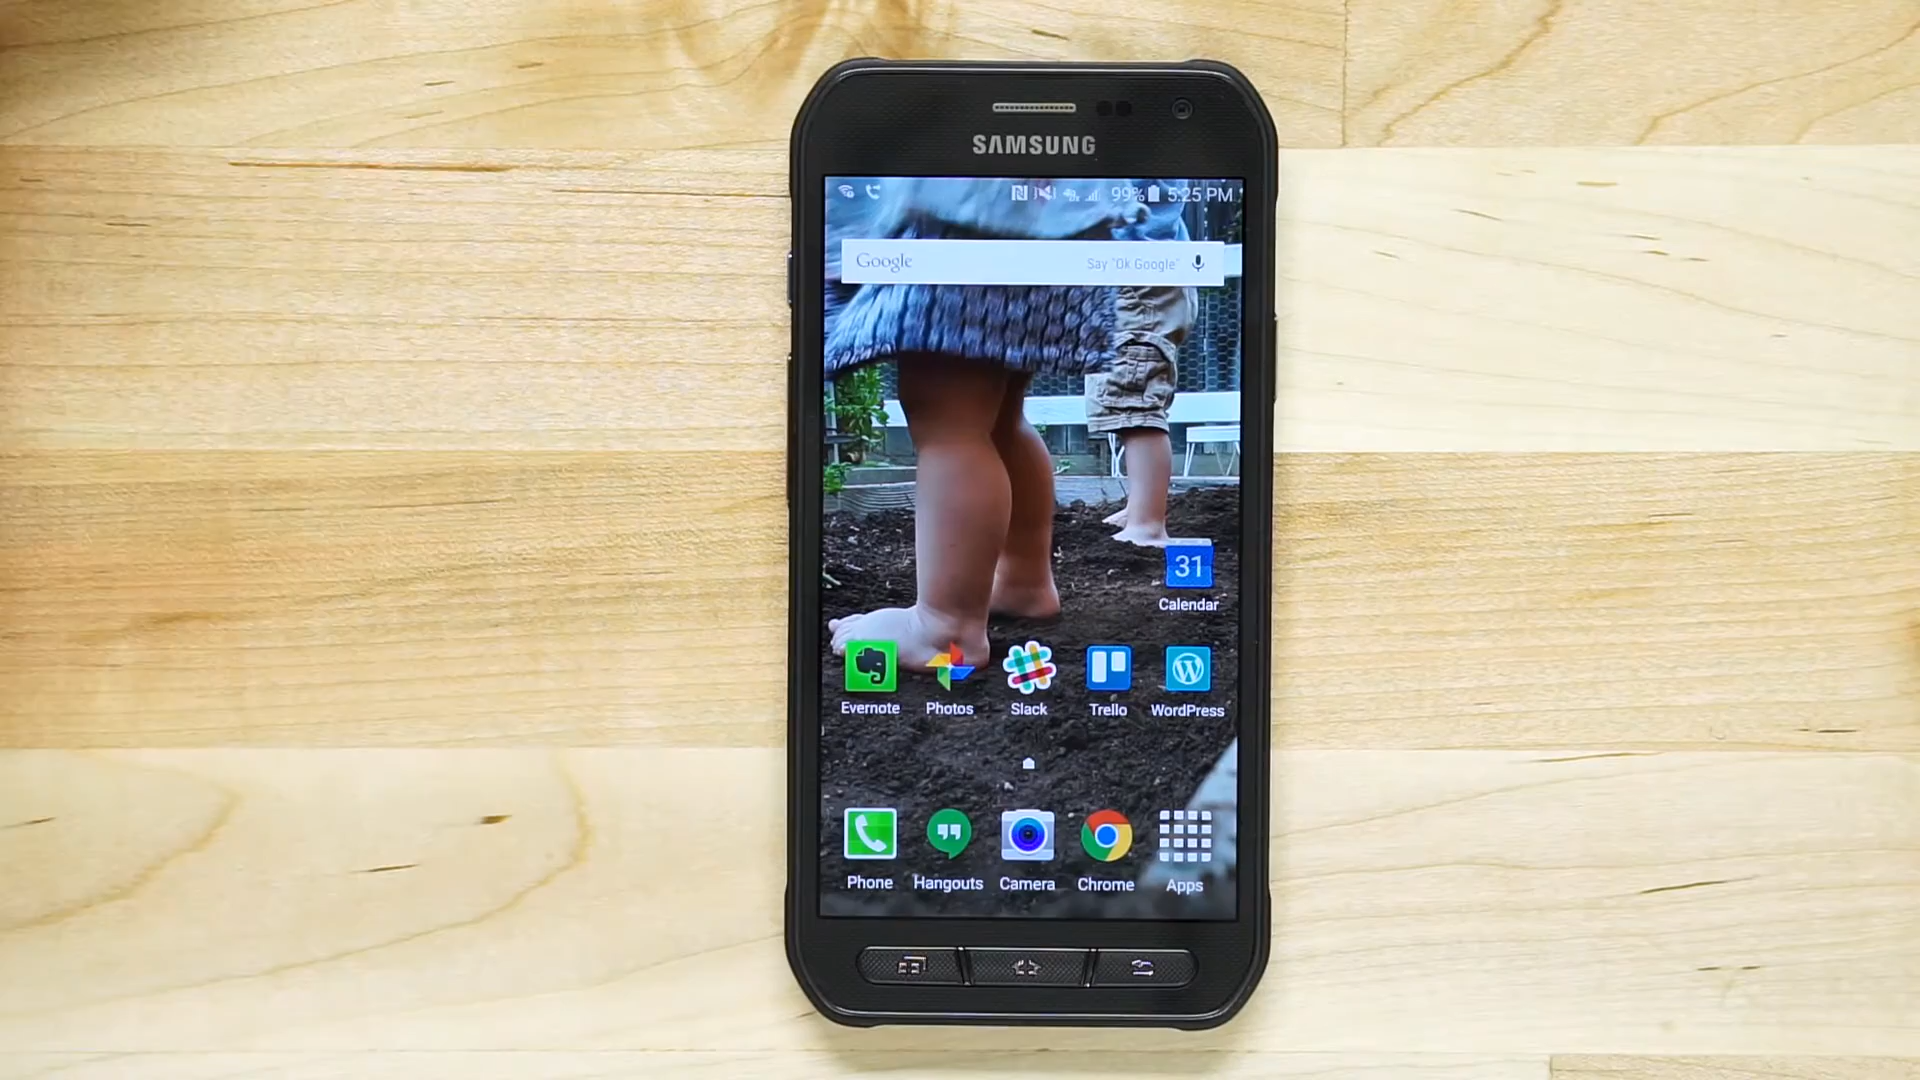 SAMSUNG
99% 5:25 PM
Google Say "Ok Google"
31
Calendar
Evernote Photos Slack Trello WordPress
Phone Hangouts Camera Chrome Apps